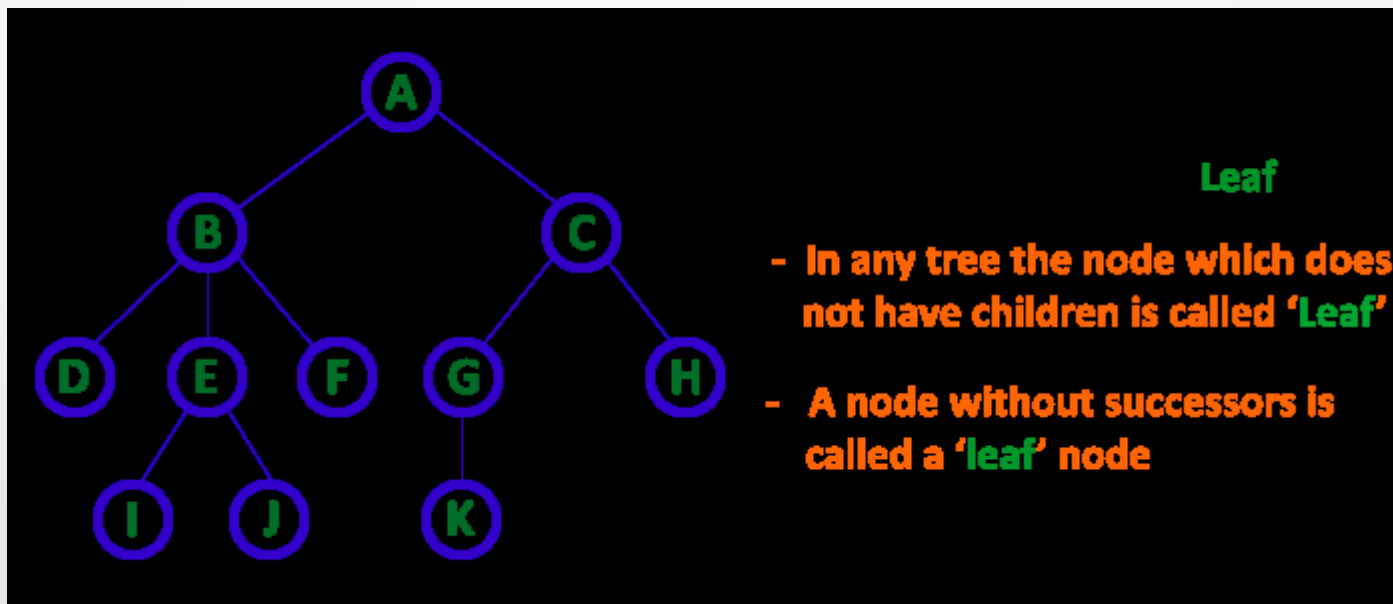 A
Leaf
B
C
- In any tree the node which does
not have children is called ‘Leaf’
D
E
F
G
H
- A node without successors is
called a ‘leaf’ node
I
J
K